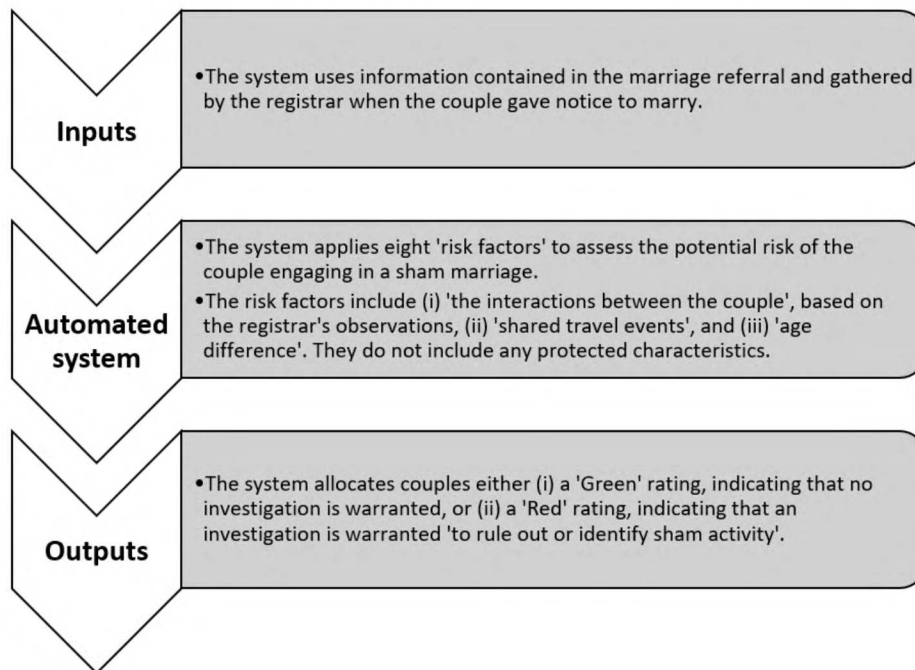 Inputs
•The system uses information contained in the marriage referral and gathered
by the registrar when the couple gave notice to marry.
Automated
system
•The system applies eight 'risk factors' to assess the potential risk of the
couple engaging in a sham marriage.
•The risk factors include (i) 'the interactions between the couple', based on
the registrar's observations, (ii) 'shared travel events', and (iii) 'age
difference'. They do not include any protected characteristics.
Outputs
•The system allocates couples either (i) a 'Green' rating, indicating that no
investigation is warranted, or (ii) a 'Red' rating, indicating that an
investigation is warranted 'to rule out or identify sham activity'.